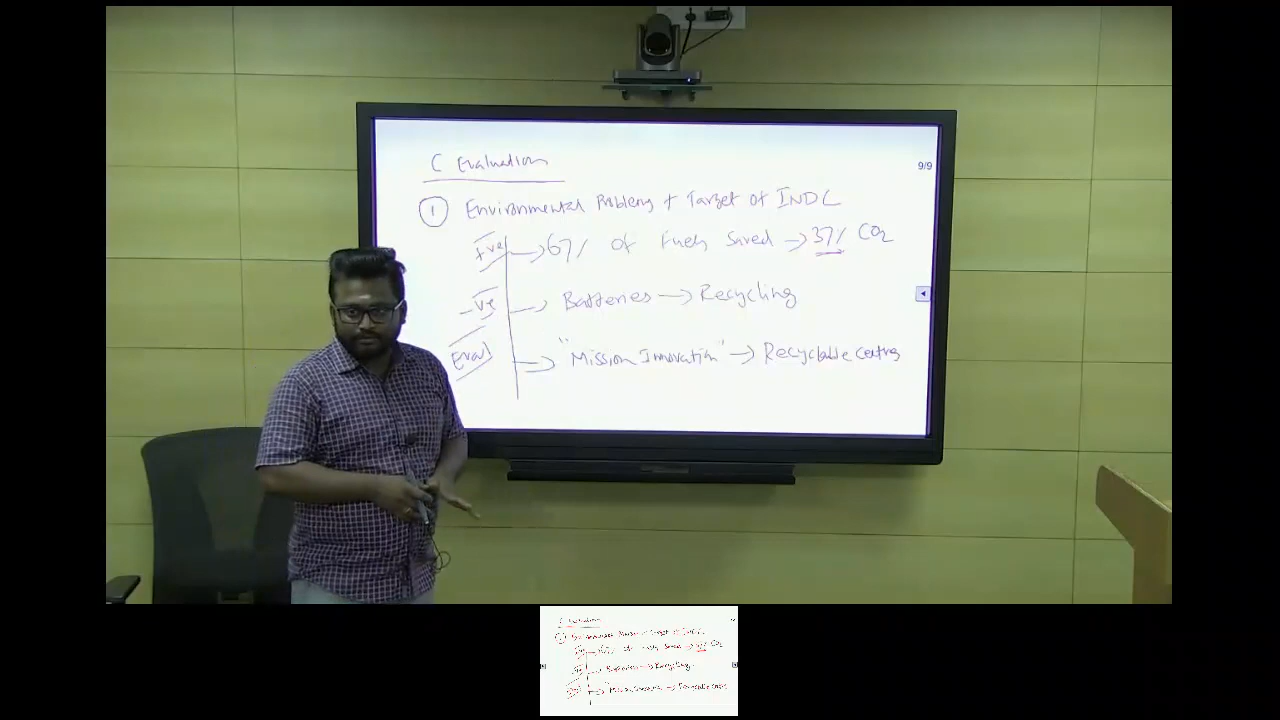 C Evaluation
9/9
1 Environmental Problems & Target of INDC
+ve → 67% of Fuels Saved → 37% CO2
-ve → Batteries → Recycling
Eval → "Mission Innovation" → Recyclable Centres